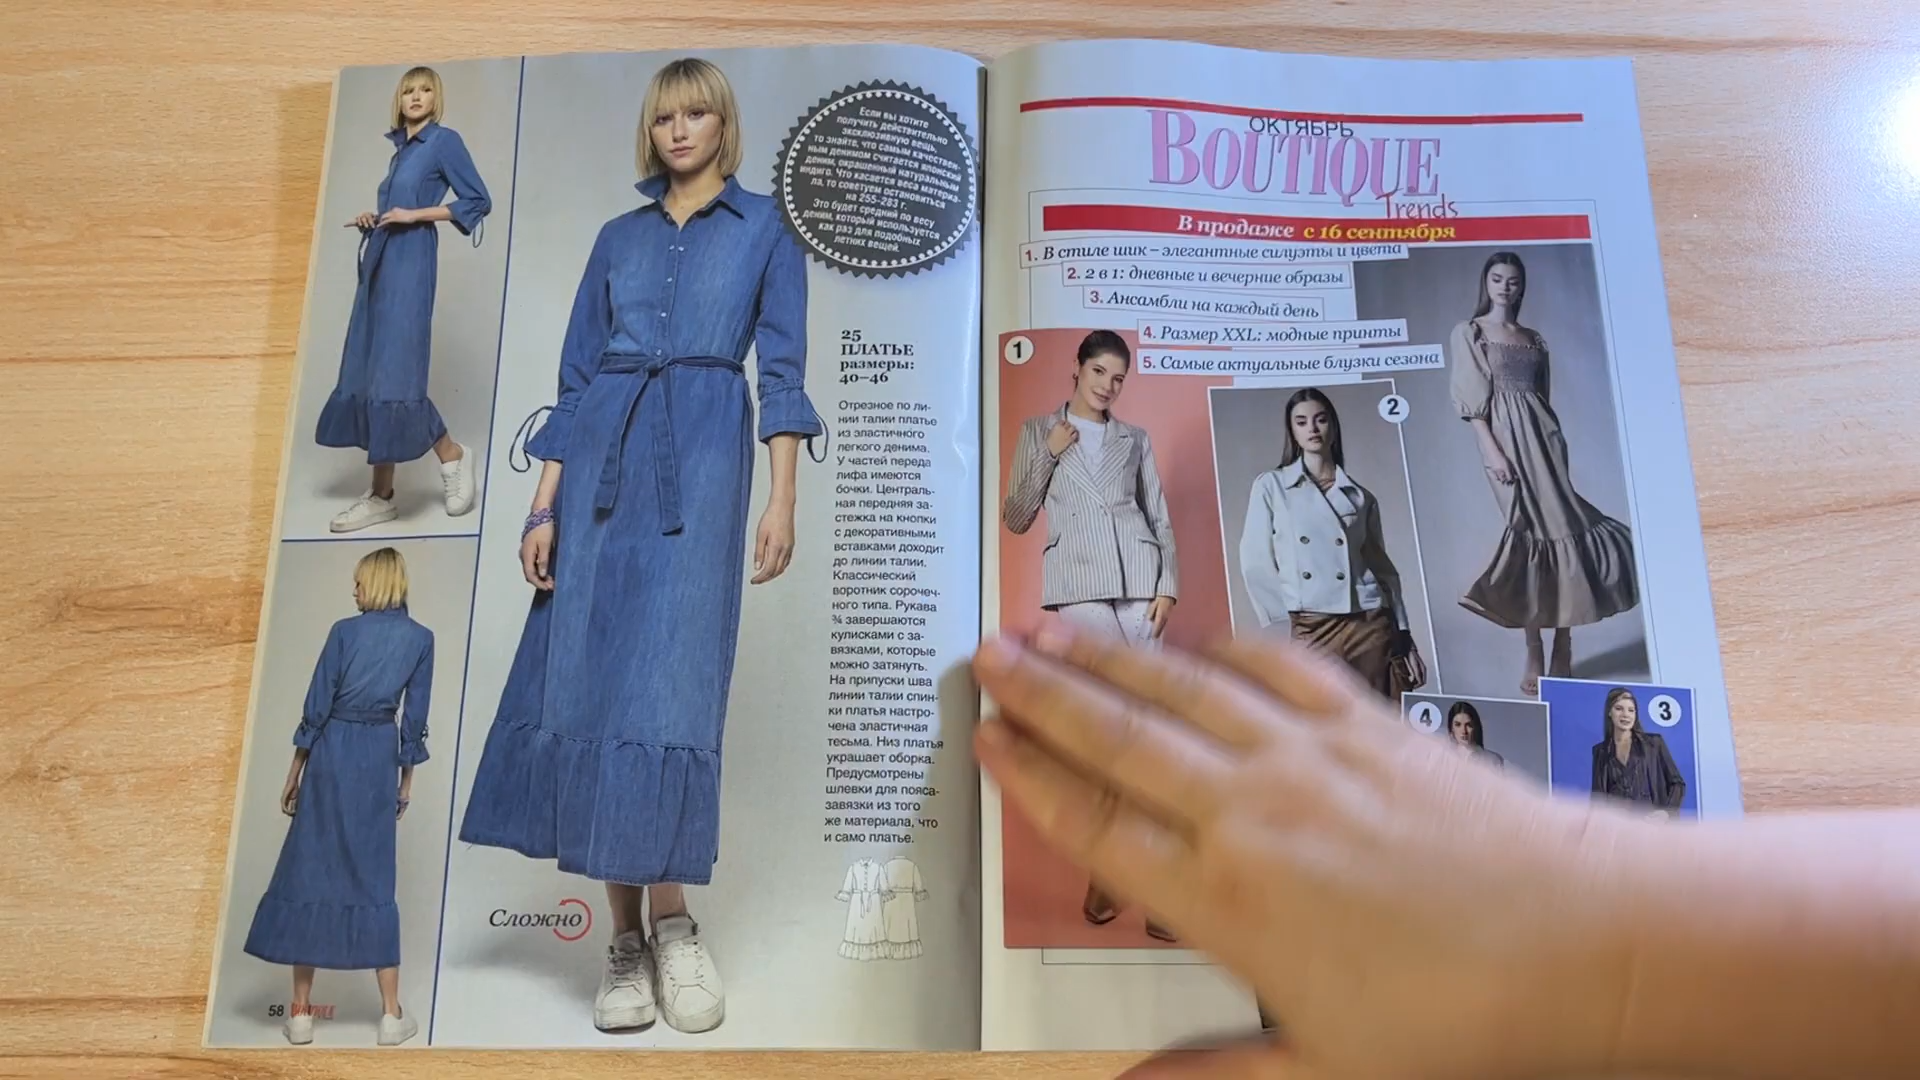 Если вы хотите
получить действительно
эксклюзивную вещь,
то знайте, что самым качествен-
ным денимом считается японский
деним, окрашенный натуральным
индиго. Что касается веса материа-
ла, то советуем остановиться
на 255-283 г.
Это будет средний по весу
деним, который используется
как раз для подобных
летних вещей.
25
ПЛАТЬЕ
размеры:
40–46
Отрезное по ли-
нии талии платье
из эластичного
легкого денима.
У частей переда
лифа имеются
бочки. Централь-
ная передняя за-
стежка на кнопки
с декоративными
вставками доходит
до линии талии.
Классический
воротник сорочеч-
ного типа. Рукава
¾ завершаются
кулисками с за-
вязками, которые
можно затянуть.
На припуски шва
линии талии спин-
ки платья настро-
чена эластичная
тесьма. Низ платья
украшает оборка.
Предусмотрены
шлевки для пояса-
завязки из того
же материала, что
и само платье.
Сложно
58 BOUTIQUE
ОКТЯБРЬ
BOUTIQUE
Trends
В продаже с 16 сентября
1. В стиле шик – элегантные силуэты и цвета
2. 2 в 1: дневные и вечерние образы
3. Ансамбли на каждый день
4. Размер XXL: модные принты
5. Самые актуальные блузки сезона
1
2
4
3